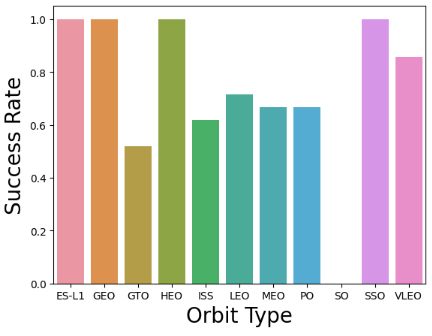 1.0
0.8
0.6
0.4
0.2
0.0
Success Rate
ES-L1 GEO GTO HEO ISS LEO MEO PO SO SSO VLEO
Orbit Type